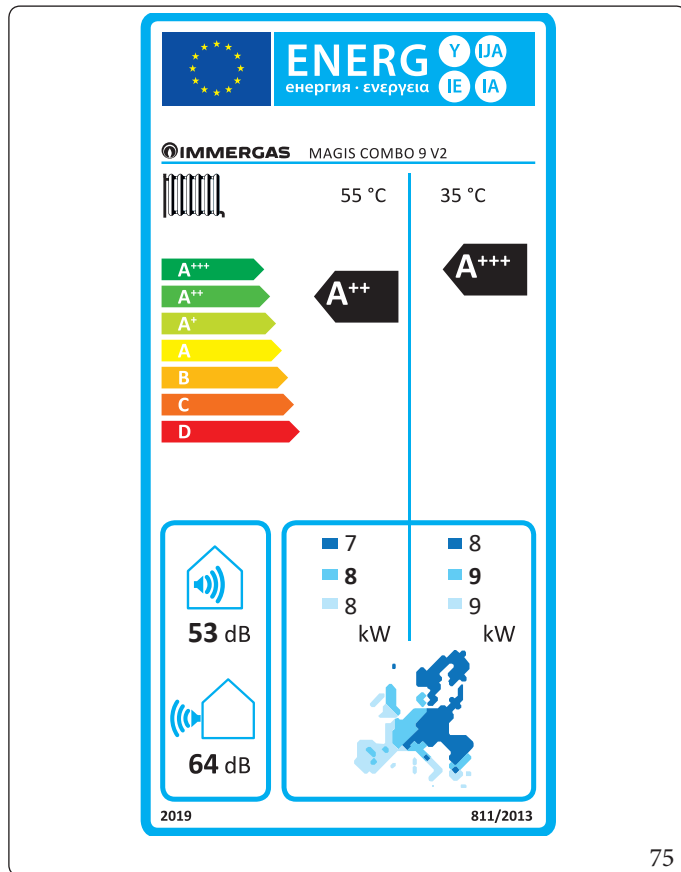 ENERG
енергия · ενεργεια
Y IJA
IE IA
IMMERGAS MAGIS COMBO 9 V2
55 °C 35 °C
A+++
A++
A+
A
B
C
D
A++
A+++
53 dB
64 dB
7
8
8
kW
8
9
9
kW
2019 811/2013
75